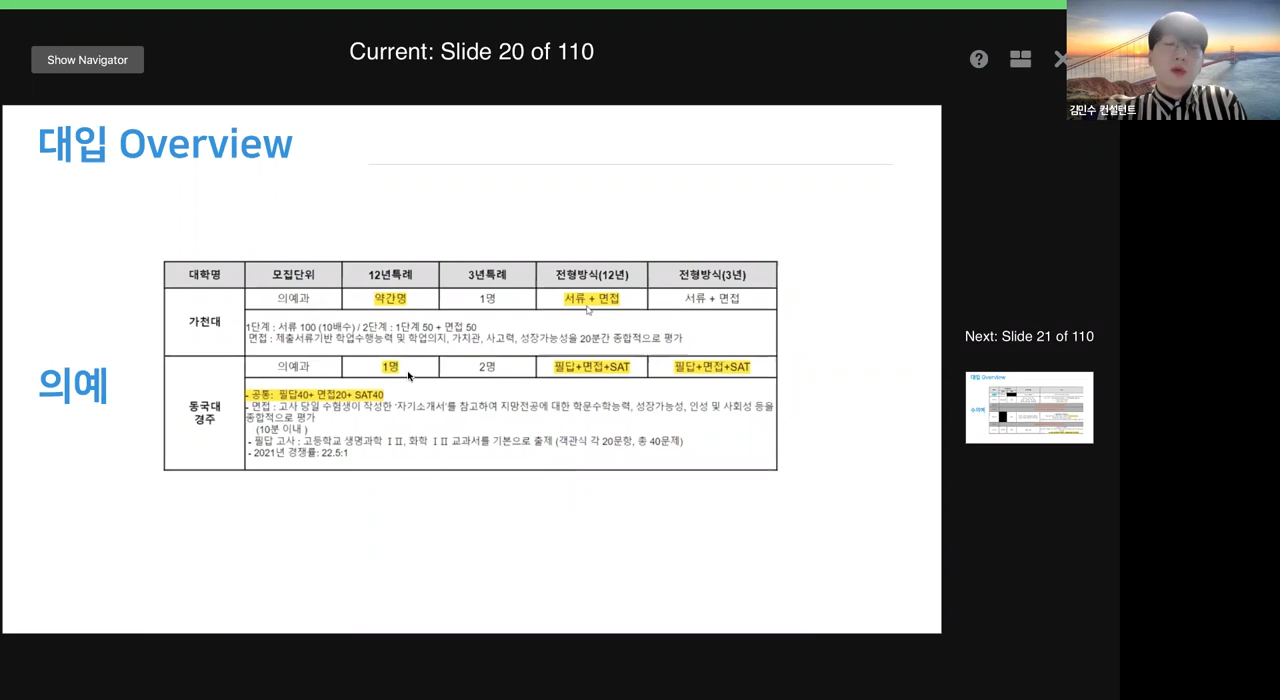 Show Navigator
Current: Slide 20 of 110
김민수 컨설턴트
대입 Overview
의예
대학명 모집단위 12년특례 3년특례 전형방식(12년) 전형방식(3년)
가천대 의예과 약간명 1명 서류 + 면접 서류 + 면접
1단계 : 서류 100 (10배수) / 2단계 : 1단계 50 + 면접 50
면접 : 제출서류기반 학업수행능력 및 학업의지, 가치관, 사고력, 성장가능성을 20분간 종합적으로 평가
동국대 경주 의예과 1명 2명 필답+면접+SAT 필답+면접+SAT
- 공통: 필답40+ 면접20+ SAT40
- 면접 : 고사 당일 수험생이 작성한 '자기소개서'를 참고하여 지망전공에 대한 학문수학능력, 성장가능성, 인성 및 사회성 등을
종합적으로 평가
(10분 이내 )
- 필답 고사 : 고등학교 생명과학 ⅠⅡ, 화학 ⅠⅡ 교과서를 기본으로 출제 (객관식 각 20문항, 총 40문제)
- 2021년 경쟁률: 22.5:1
Next: Slide 21 of 110
대입 Overview
수의예